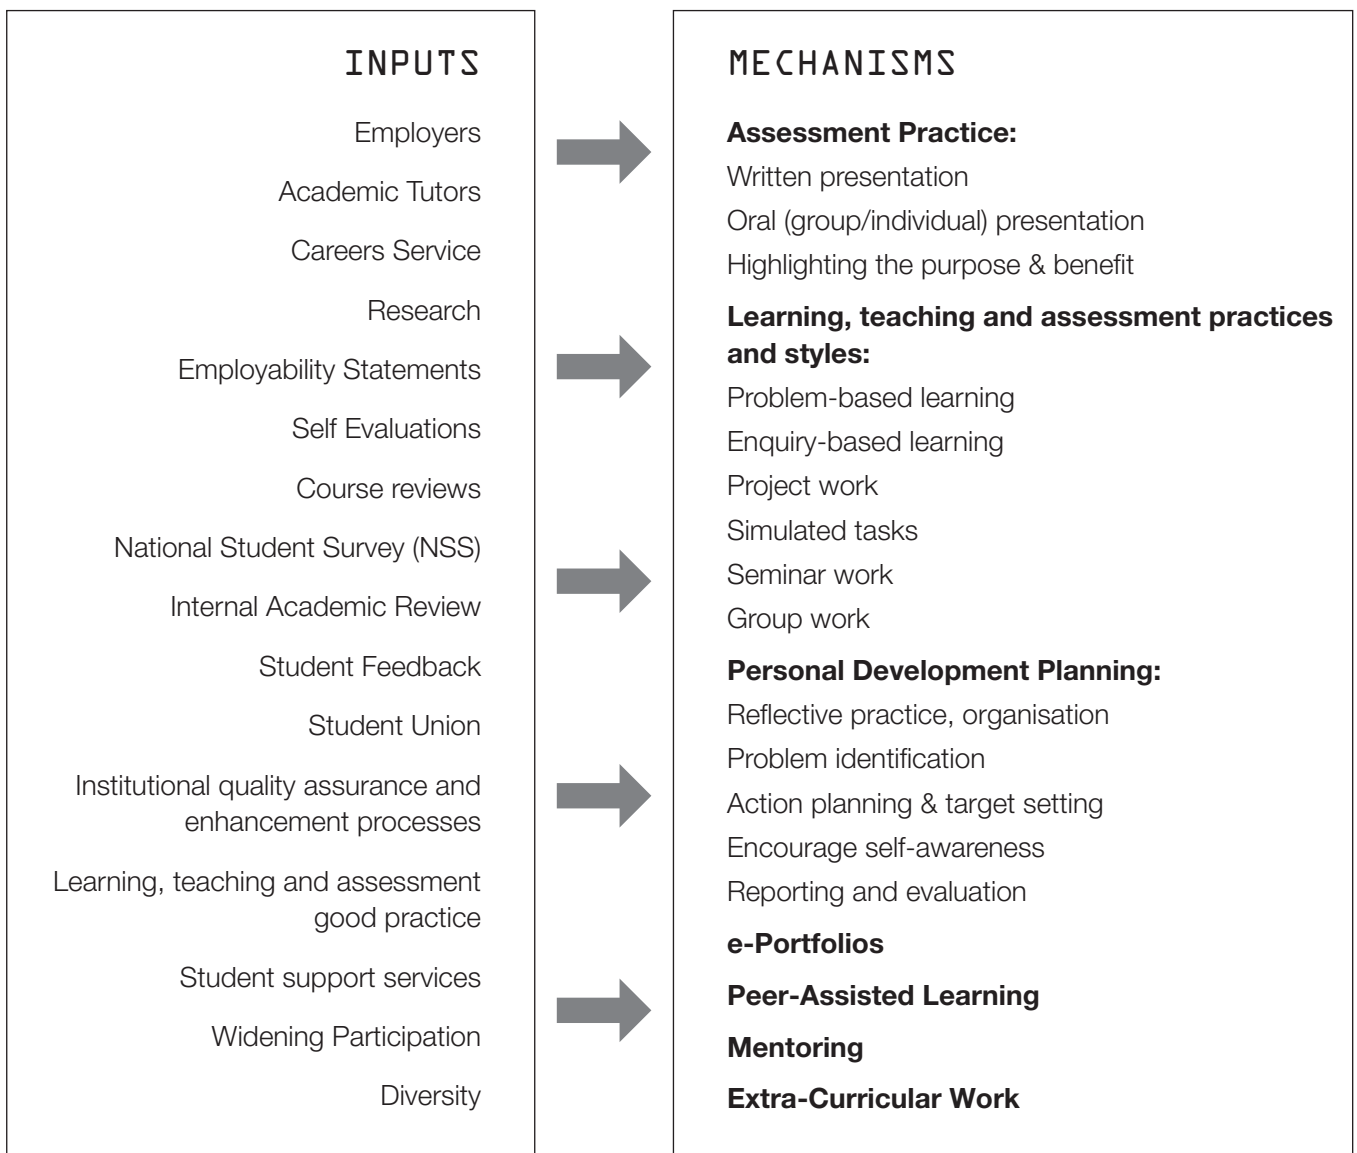 INPUTS
Employers
Academic Tutors
Careers Service
Research
Employability Statements
Self Evaluations
Course reviews
National Student Survey (NSS)
Internal Academic Review
Student Feedback
Student Union
Institutional quality assurance and
enhancement processes
Learning, teaching and assessment
good practice
Student support services
Widening Participation
Diversity
MECHANISMS
Assessment Practice:
Written presentation
Oral (group/individual) presentation
Highlighting the purpose & benefit
Learning, teaching and assessment practices
and styles:
Problem-based learning
Enquiry-based learning
Project work
Simulated tasks
Seminar work
Group work
Personal Development Planning:
Reflective practice, organisation
Problem identification
Action planning & target setting
Encourage self-awareness
Reporting and evaluation
e-Portfolios
Peer-Assisted Learning
Mentoring
Extra-Curricular Work